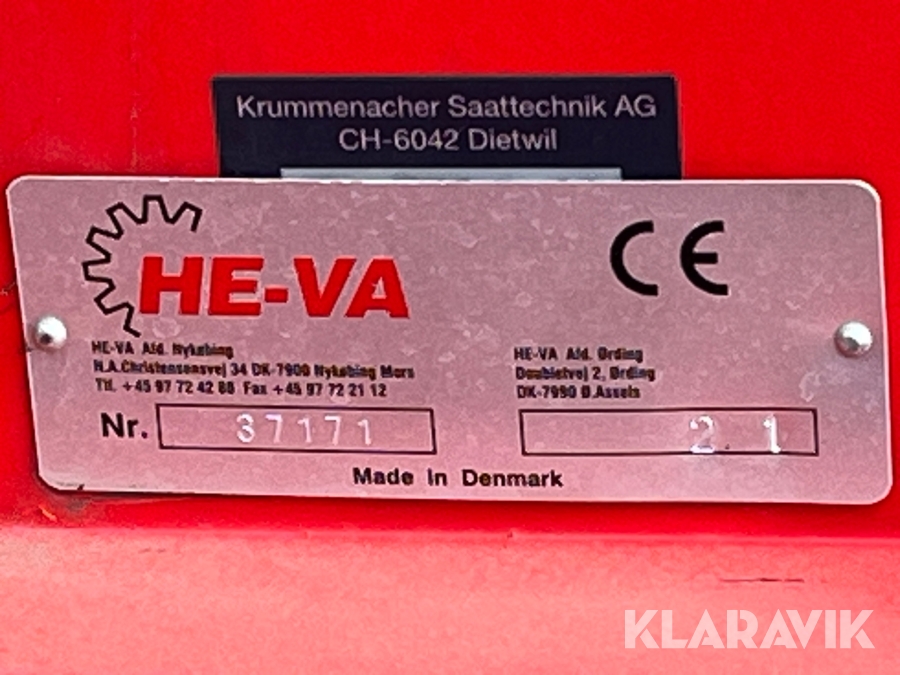 Krummenacher Saattechnik AG
CH-6042 Dietwil
HE-VA
CE
HE-VA Afd. Nykøbing
N.A.Christensensvej 34 DK-7900 Nykøbing Mors
Tlf. +45 97 72 42 88 Fax +45 97 72 21 12
HE-VA Afd. Ørding
Doubletvej 2, Ørding
DK-7990 Ø.Assels
Nr. 37171
2 1
Made in Denmark
KLARAVIK